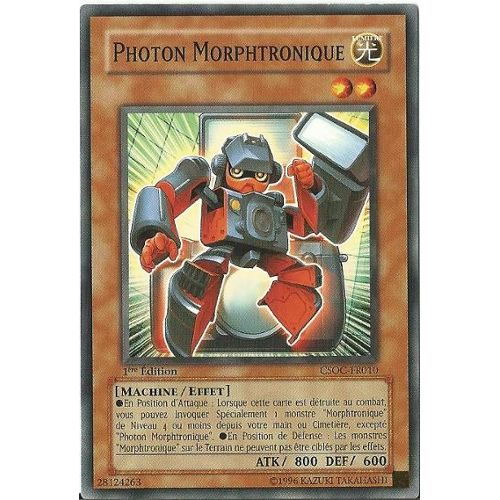 PHOTON MORPHTRONIQUE
光
1ère Édition
CSOC-FR010
[MACHINE / EFFET]
●En Position d'Attaque : Lorsque cette carte est détruite au combat,
vous pouvez Invoquer Spécialement 1 monstre "Morphtronique"
de Niveau 4 ou moins depuis votre main ou Cimetière, excepté
"Photon Morphtronique". ●En Position de Défense : Les monstres
"Morphtronique" sur le Terrain ne peuvent pas être ciblés par les effets.
ATK/ 800 DEF/ 600
28124263
©1996 KAZUKI TAKAHASHI